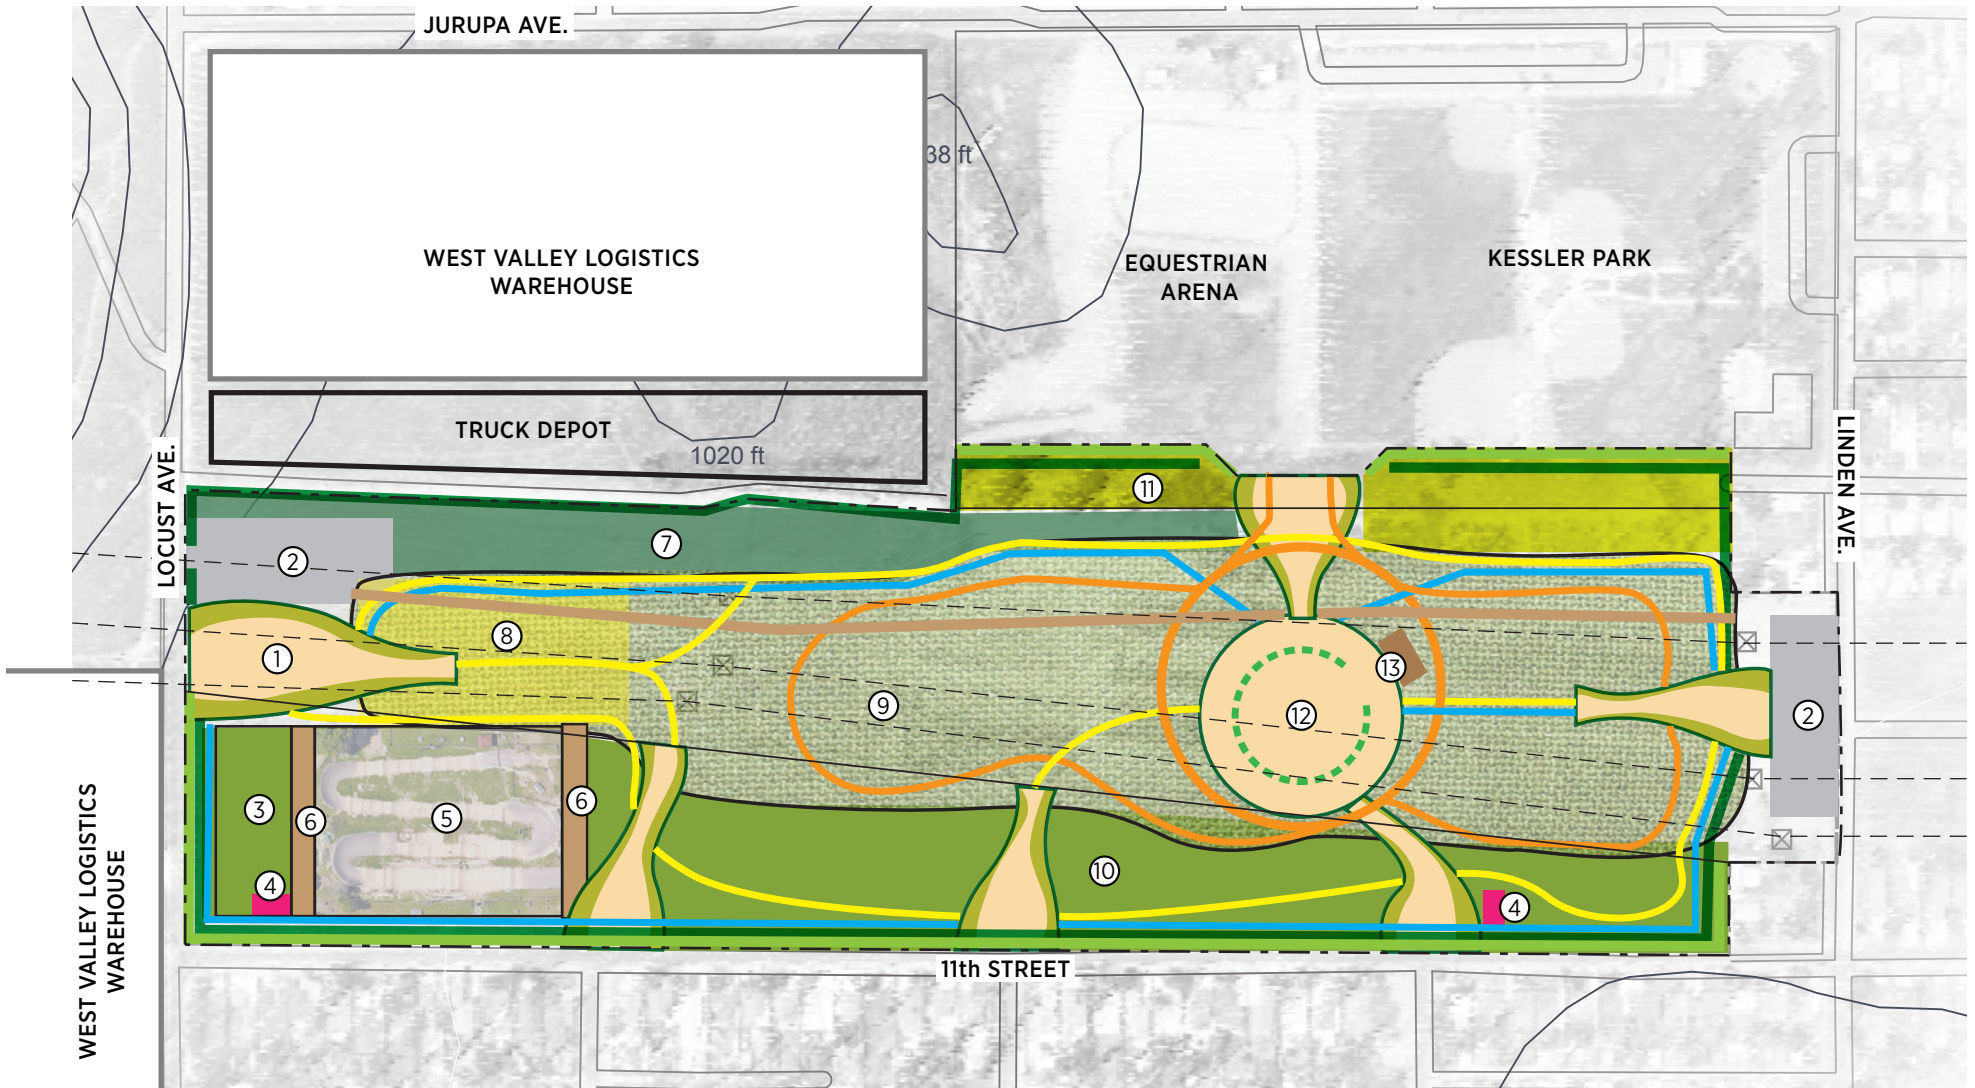 JURUPA AVE.
38 ft
WEST VALLEY LOGISTICS
WAREHOUSE
EQUESTRIAN
ARENA
KESSLER PARK
TRUCK DEPOT
1020 ft
LOCUST AVE.
LINDEN AVE.
11
7
2
8
1
13
9
12
2
3
6
5
6
4
10
4
WEST VALLEY LOGISTICS
WAREHOUSE
11th STREET